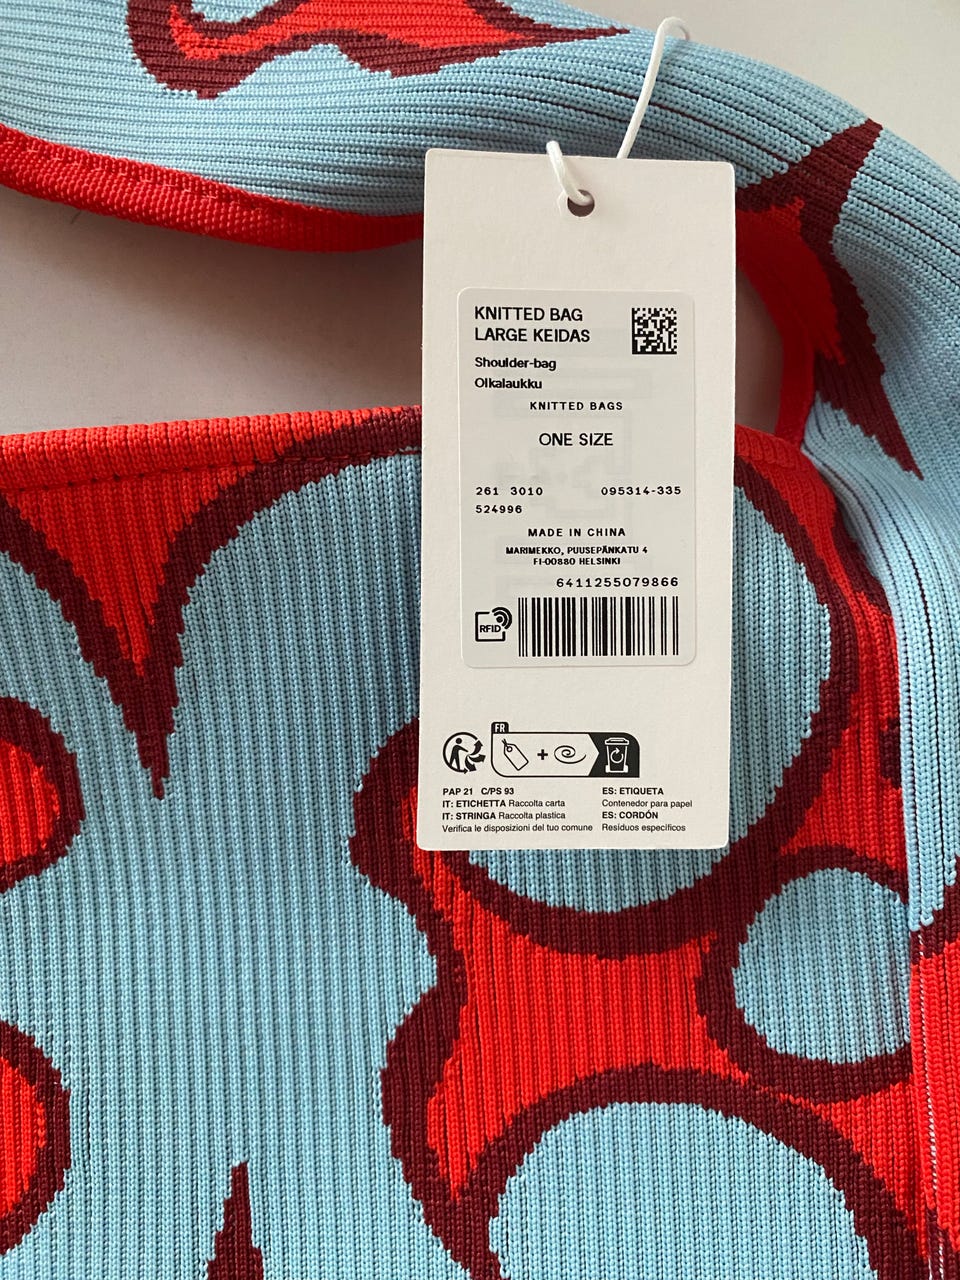 KNITTED BAG
LARGE KEIDAS
Shoulder-bag
Olkalaukku
KNITTED BAGS
ONE SIZE
261 3010 095314-335
524996
MADE IN CHINA
MARIMEKKO, PUUSEPÄNKATU 4
FI-00880 HELSINKI
6411255079866
RFID
FR
PAP 21 C/PS 93
IT: ETICHETTA Raccolta carta
IT: STRINGA Raccolta plastica
Verifica le disposizioni del tuo comune
ES: ETIQUETA
Contenedor para papel
ES: CORDÓN
Residuos específicos